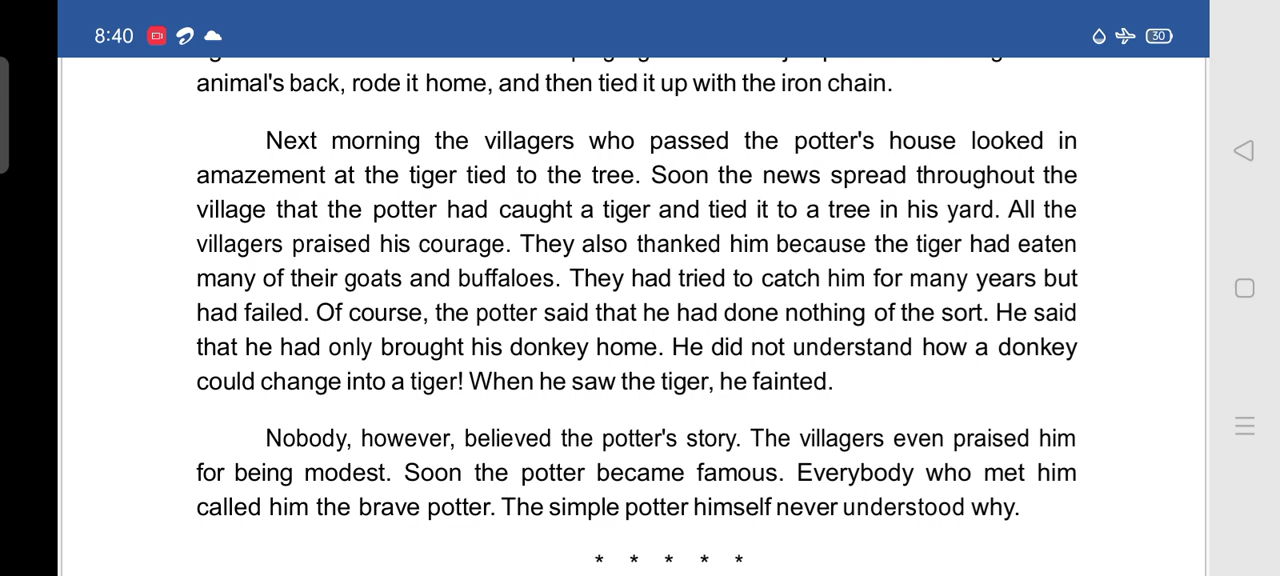 8:40
30
animal's back, rode it home, and then tied it up with the iron chain.
Next morning the villagers who passed the potter's house looked in
amazement at the tiger tied to the tree. Soon the news spread throughout the
village that the potter had caught a tiger and tied it to a tree in his yard. All the
villagers praised his courage. They also thanked him because the tiger had eaten
many of their goats and buffaloes. They had tried to catch him for many years but
had failed. Of course, the potter said that he had done nothing of the sort. He said
that he had only brought his donkey home. He did not understand how a donkey
could change into a tiger! When he saw the tiger, he fainted.
Nobody, however, believed the potter's story. The villagers even praised him
for being modest. Soon the potter became famous. Everybody who met him
called him the brave potter. The simple potter himself never understood why.
* * * * *